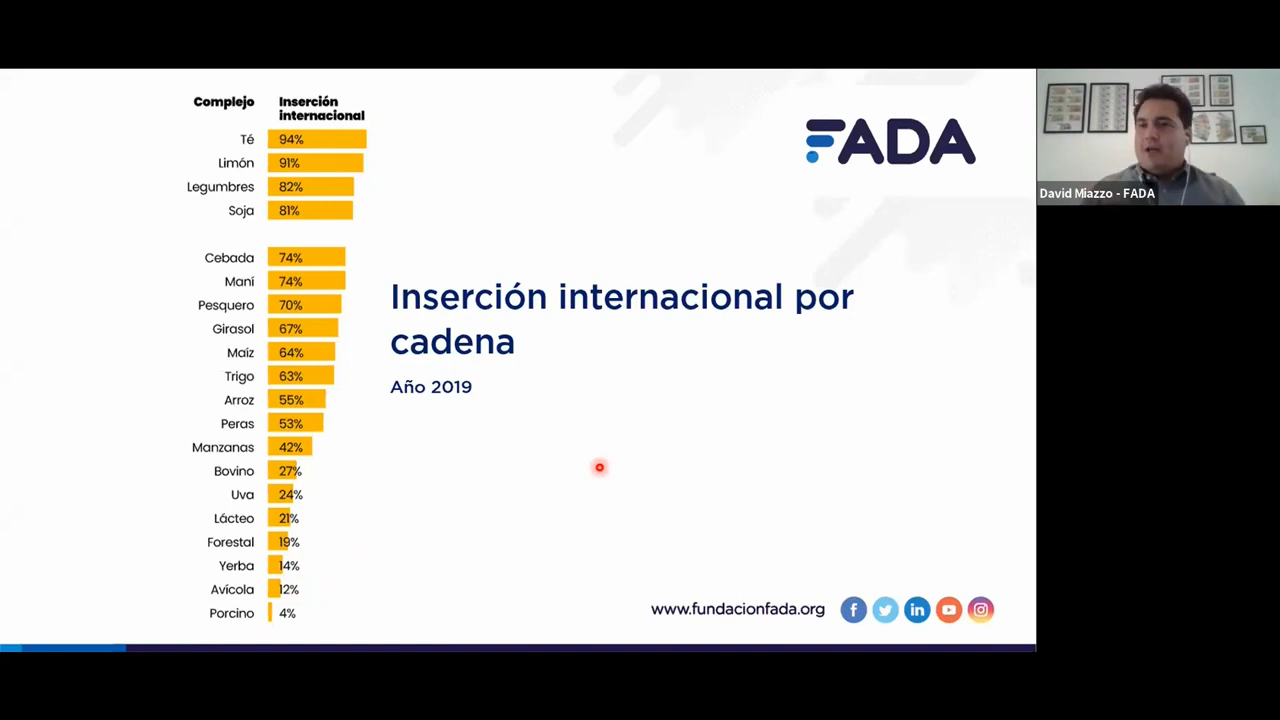 Complejo
Inserción
internacional
Té 94%
Limón 91%
Legumbres 82%
Soja 81%
Cebada 74%
Maní 74%
Pesquero 70%
Girasol 67%
Maíz 64%
Trigo 63%
Arroz 55%
Peras 53%
Manzanas 42%
Bovino 27%
Uva 24%
Lácteo 21%
Forestal 19%
Yerba 14%
Avícola 12%
Porcino 4%
FADA
Inserción internacional por
cadena
Año 2019
www.fundacionfada.org
David Miazzo - FADA